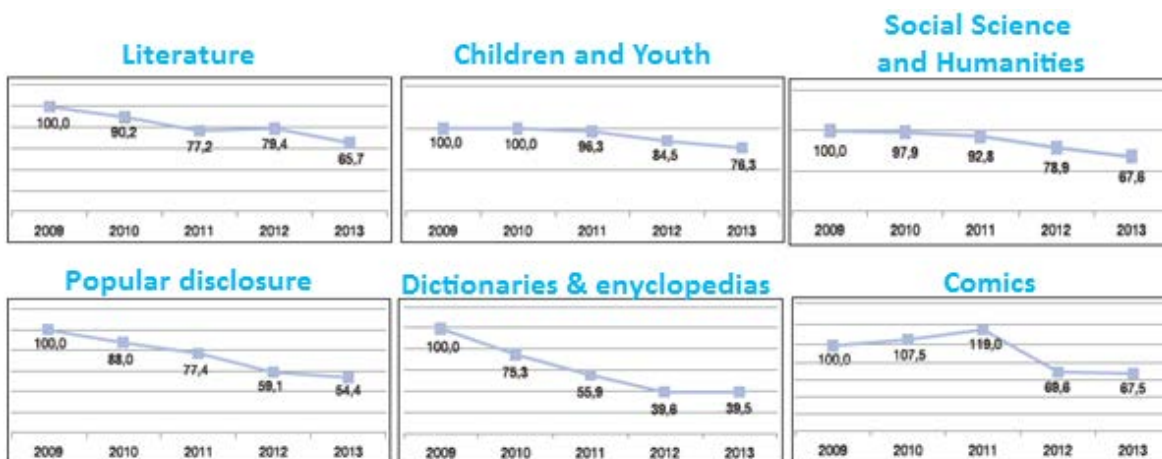 Literature
100,0 90,2 77,2 79,4 65,7
2009 2010 2011 2012 2013
Children and Youth
100,0 100,0 96,3 84,5 76,3
2009 2010 2011 2012 2013
Social Science
and Humanities
100,0 97,9 92,8 78,9 67,6
2009 2010 2011 2012 2013
Popular disclosure
100,0 88,0 77,4 59,1 54,4
2009 2010 2011 2012 2013
Dictionaries & enyclopedias
100,0 75,3 55,9 39,6 39,5
2009 2010 2011 2012 2013
Comics
100,0 107,5 119,0 69,6 67,5
2009 2010 2011 2012 2013